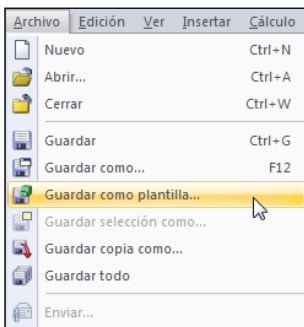 Archivo Edición Ver Insertar Cálculo
Nuevo Ctrl+N
Abrir... Ctrl+A
Cerrar Ctrl+W
Guardar Ctrl+G
Guardar como... F12
Guardar como plantilla...
Guardar selección como...
Guardar copia como...
Guardar todo
Enviar...